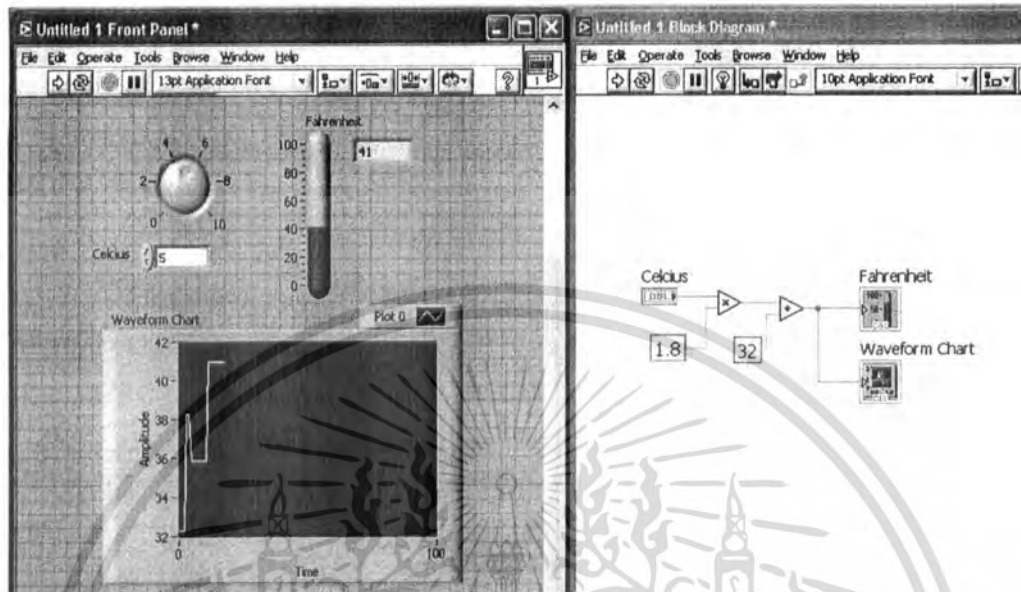 Untitled 1 Front Panel *
File Edit Operate Tools Browse Window Help
13pt Application Font
1
4 6
2 8
0 10
Celcius 5
Fahrenheit
41
100
80
60
40
20
0
Waveform Chart
Plot 0
42
40
38
36
34
32
Amplitude
0 100
Time
Untitled 1 Block Diagram *
File Edit Operate Tools Browse Window Help
10pt Application Font
Celcius
DBL
1.8
32
Fahrenheit
Waveform Chart